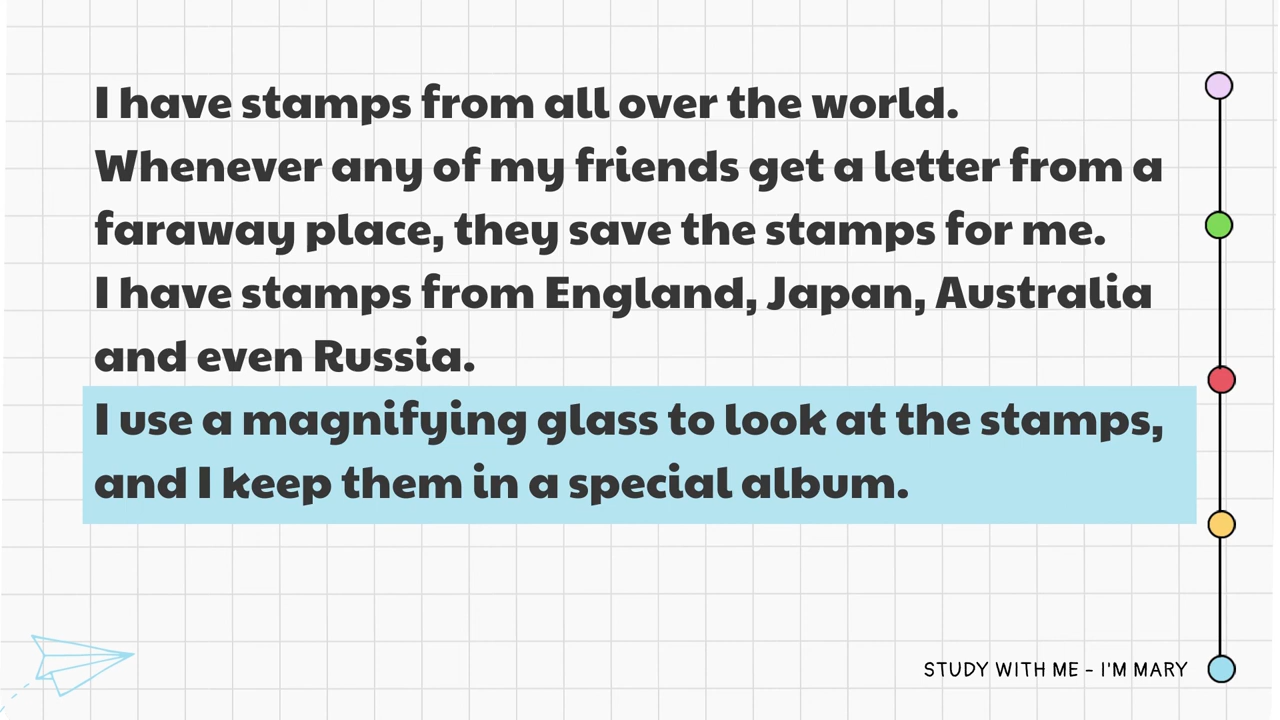 I have stamps from all over the world.
Whenever any of my friends get a letter from a
faraway place, they save the stamps for me.
I have stamps from England, Japan, Australia
and even Russia.
I use a magnifying glass to look at the stamps,
and I keep them in a special album.
STUDY WITH ME - I'M MARY